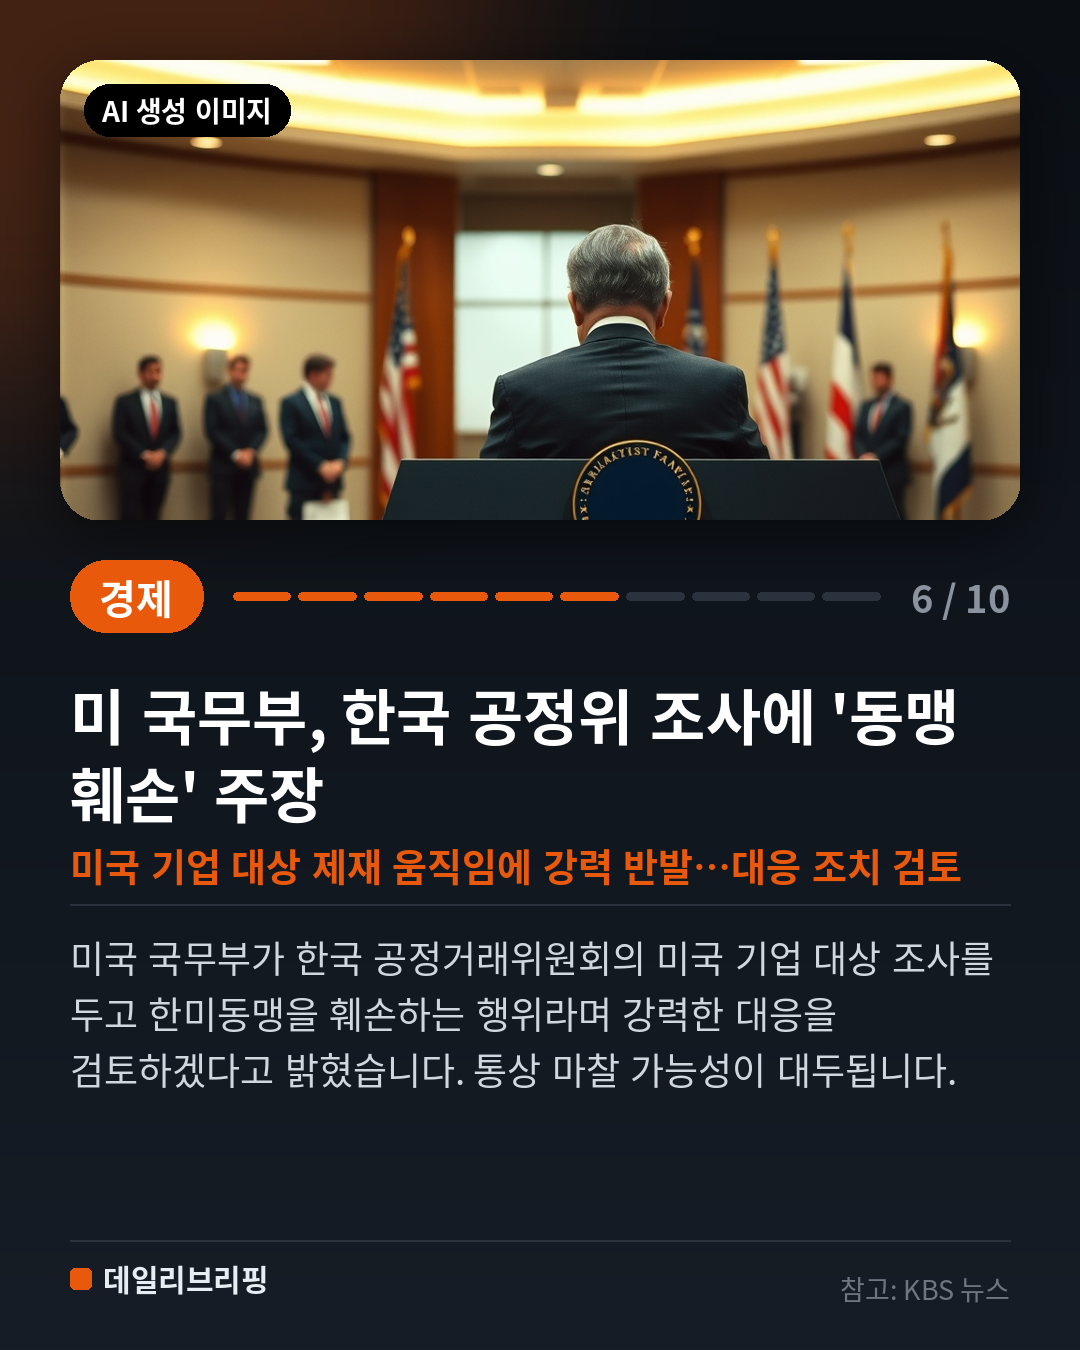 AI 생성 이미지
경제
6 / 10
미 국무부, 한국 공정위 조사에 '동맹
훼손' 주장
미국 기업 대상 제재 움직임에 강력 반발…대응 조치 검토
미국 국무부가 한국 공정거래위원회의 미국 기업 대상 조사를
두고 한미동맹을 훼손하는 행위라며 강력한 대응을
검토하겠다고 밝혔습니다. 통상 마찰 가능성이 대두됩니다.
데일리브리핑
참고: KBS 뉴스